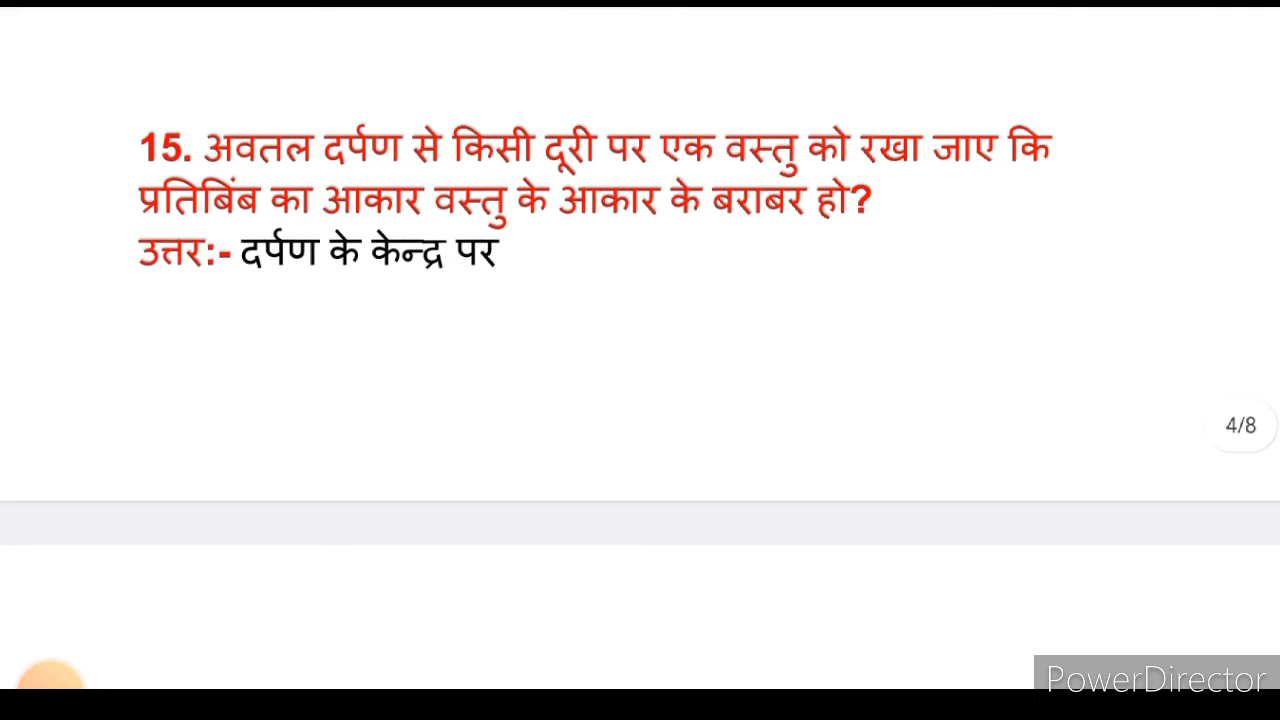 15. अवतल दर्पण से किसी दूरी पर एक वस्तु को रखा जाए कि
प्रतिबिंब का आकार वस्तु के आकार के बराबर हो?
उत्तर:- दर्पण के केन्द्र पर
4/8
PowerDirector